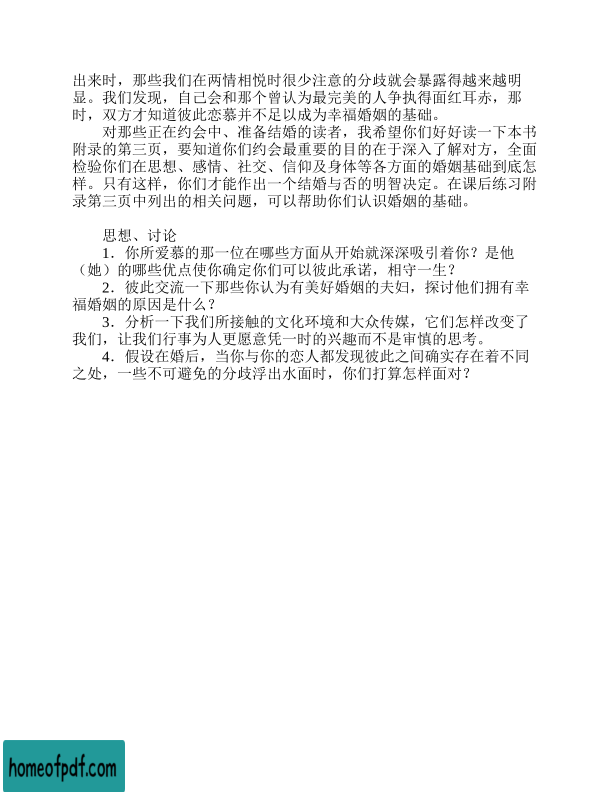 出来时，那些我们在两情相悦时很少注意的分歧就会暴露得越来越明
显。我们发现，自己会和那个曾认为最完美的人争执得面红耳赤，那
时，双方才知道彼此恋慕并不足以成为幸福婚姻的基础。
对那些正在约会中、准备结婚的读者，我希望你们好好读一下本书
附录的第三页，要知道你们约会最重要的目的在于深入了解对方，全面
检验你们在思想、感情、社交、信仰及身体等各方面的婚姻基础到底怎
样。只有这样，你们才能作出一个结婚与否的明智决定。在课后练习附
录第三页中列出的相关问题，可以帮助你们认识婚姻的基础。
思想、讨论
1．你所爱慕的那一位在哪些方面从开始就深深吸引着你？是他
（她）的哪些优点使你确定你们可以彼此承诺，相守一生？
2．彼此交流一下那些你认为有美好婚姻的夫妇，探讨他们拥有幸
福婚姻的原因是什么？
3．分析一下我们所接触的文化环境和大众传媒，它们怎样改变了
我们，让我们行事为人更愿意凭一时的兴趣而不是审慎的思考。
4．假设在婚后，当你与你的恋人都发现彼此之间确实存在着不同
之处，一些不可避免的分歧浮出水面时，你们打算怎样面对？
homeofpdf.com